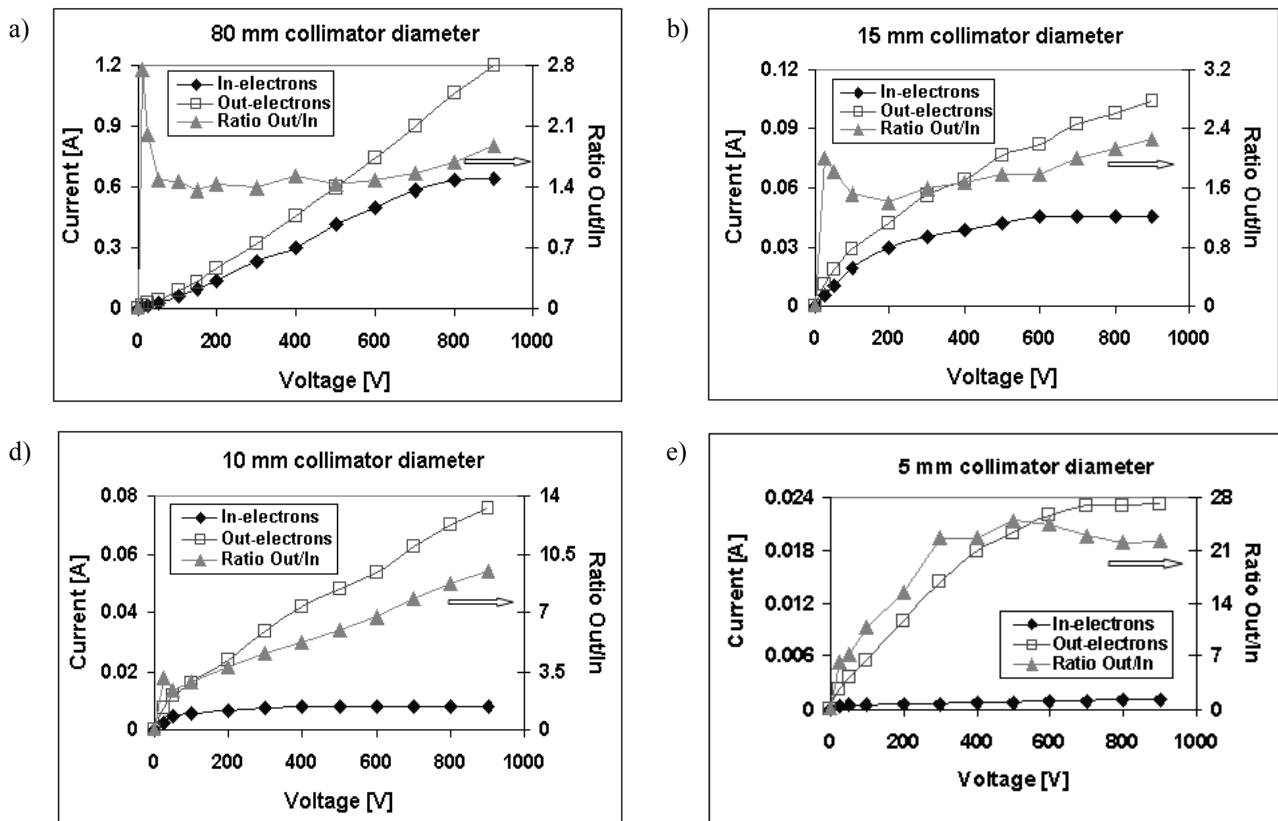 a)
80 mm collimator diameter
In-electrons
Out-electrons
Ratio Out/In
Current [A]
1.2
0.9
0.6
0.3
0
2.8
2.1
1.4
0.7
0
Ratio Out/In
0 200 400 600 800 1000
Voltage [V]
b)
15 mm collimator diameter
In-electrons
Out-electrons
Ratio Out/In
Current [A]
0.12
0.09
0.06
0.03
0
3.2
2.4
1.6
0.8
0
Ratio Out/In
0 200 400 600 800 1000
Voltage [V]
d)
10 mm collimator diameter
In-electrons
Out-electrons
Ratio Out/In
Current [A]
0.08
0.06
0.04
0.02
0
14
10.5
7
3.5
0
Ratio Out/In
0 200 400 600 800 1000
Voltage [V]
e)
5 mm collimator diameter
In-electrons
Out-electrons
Ratio Out/In
Current [A]
0.024
0.018
0.012
0.006
0
28
21
14
7
0
Ratio Out/In
0 200 400 600 800 1000
Voltage [V]